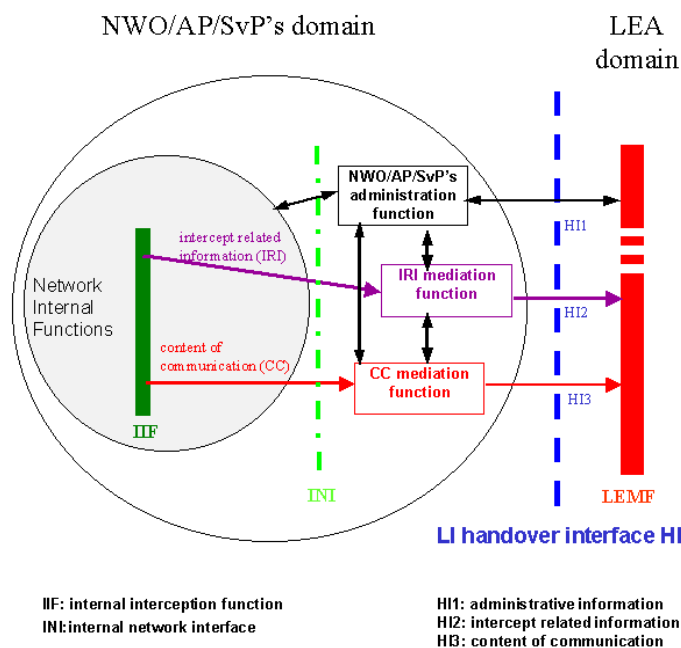 NWO/AP/SvP's domain
LEA
domain
NWO/AP/SvP's
administration
function
HI1
intercept related
information (IRI)
IRI mediation
function
HI2
Network
Internal
Functions
content of
communication (CC)
CC mediation
function
HI3
IIF
INI
LEMF
LI handover interface HI
IIF: internal interception function
INI:internal network interface
HI1: administrative information
HI2: intercept related information
HI3: content of communication